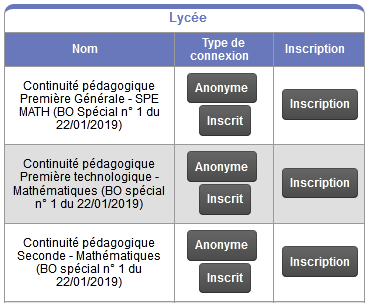 Lycée
Nom
Type de
connexion
Inscription
Continuité pédagogique
Première Générale - SPE
MATH (BO Spécial n° 1 du
22/01/2019)
Anonyme
Inscrit
Inscription
Continuité pédagogique
Première technologique -
Mathématiques (BO spécial
n° 1 du 22/01/2019)
Anonyme
Inscrit
Inscription
Continuité pédagogique
Seconde - Mathématiques
(BO spécial n° 1 du
22/01/2019)
Anonyme
Inscrit
Inscription